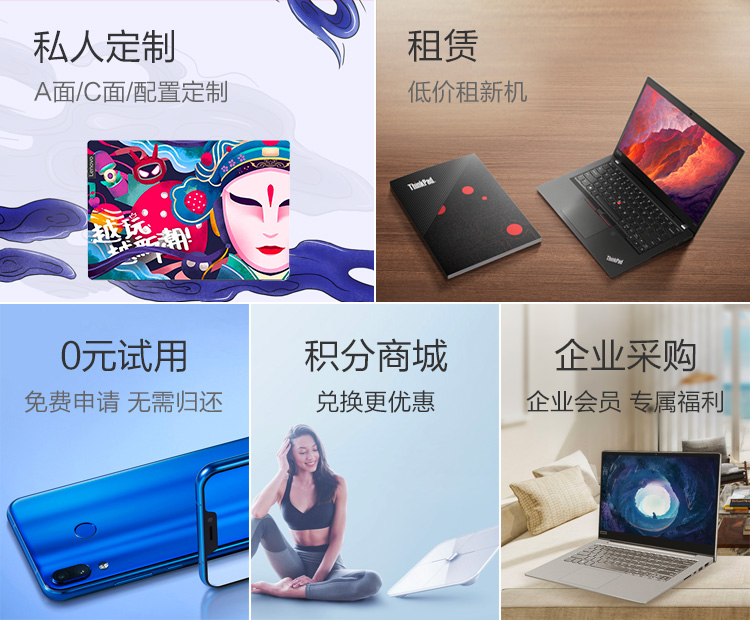 私人定制
A面/C面/配置定制
Lenovo
越玩
越新潮!
租赁
低价租新机
ThinkPad
ThinkPad
0元试用
免费申请 无需归还
积分商城
兑换更优惠
企业采购
企业会员 专属福利